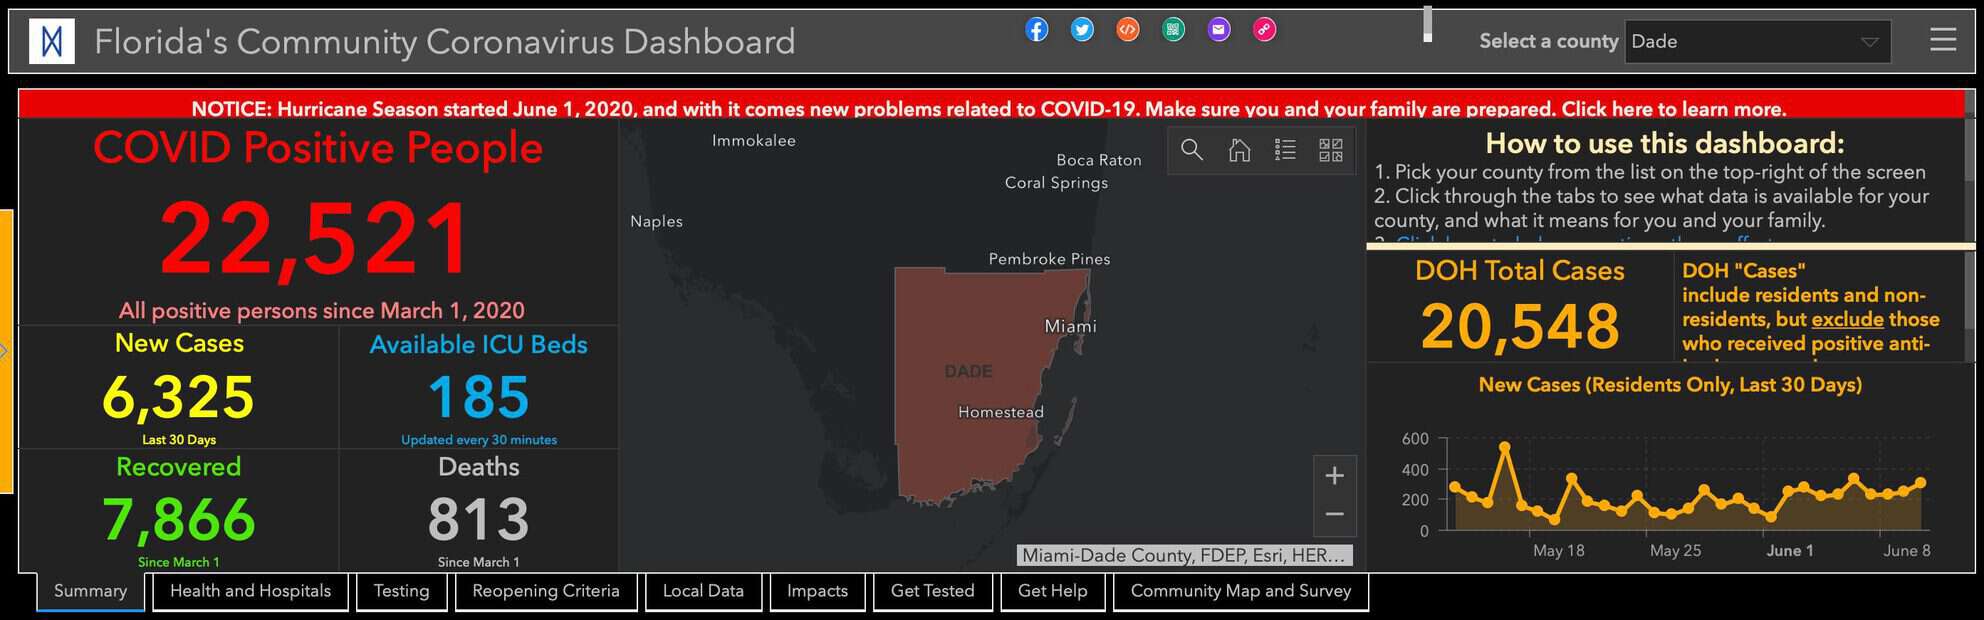 Florida's Community Coronavirus Dashboard
Select a county
Dade
NOTICE: Hurricane Season started June 1, 2020, and with it comes new problems related to COVID-19. Make sure you and your family are prepared. Click here to learn more.
COVID Positive People
22,521
All positive persons since March 1, 2020
New Cases
6,325
Last 30 Days
Available ICU Beds
185
Updated every 30 minutes
Recovered
7,866
Since March 1
Deaths
813
Since March 1
Immokalee
Boca Raton
Coral Springs
Naples
Pembroke Pines
Miami
DADE
Homestead
Miami-Dade County, FDEP, Esri, HER...
How to use this dashboard:
1. Pick your county from the list on the top-right of the screen
2. Click through the tabs to see what data is available for your
county, and what it means for you and your family.
DOH Total Cases
20,548
DOH "Cases"
include residents and non-
residents, but exclude those
who received positive anti-
New Cases (Residents Only, Last 30 Days)
600
400
200
0
May 18
May 25
June 1
June 8
Summary
Health and Hospitals
Testing
Reopening Criteria
Local Data
Impacts
Get Tested
Get Help
Community Map and Survey